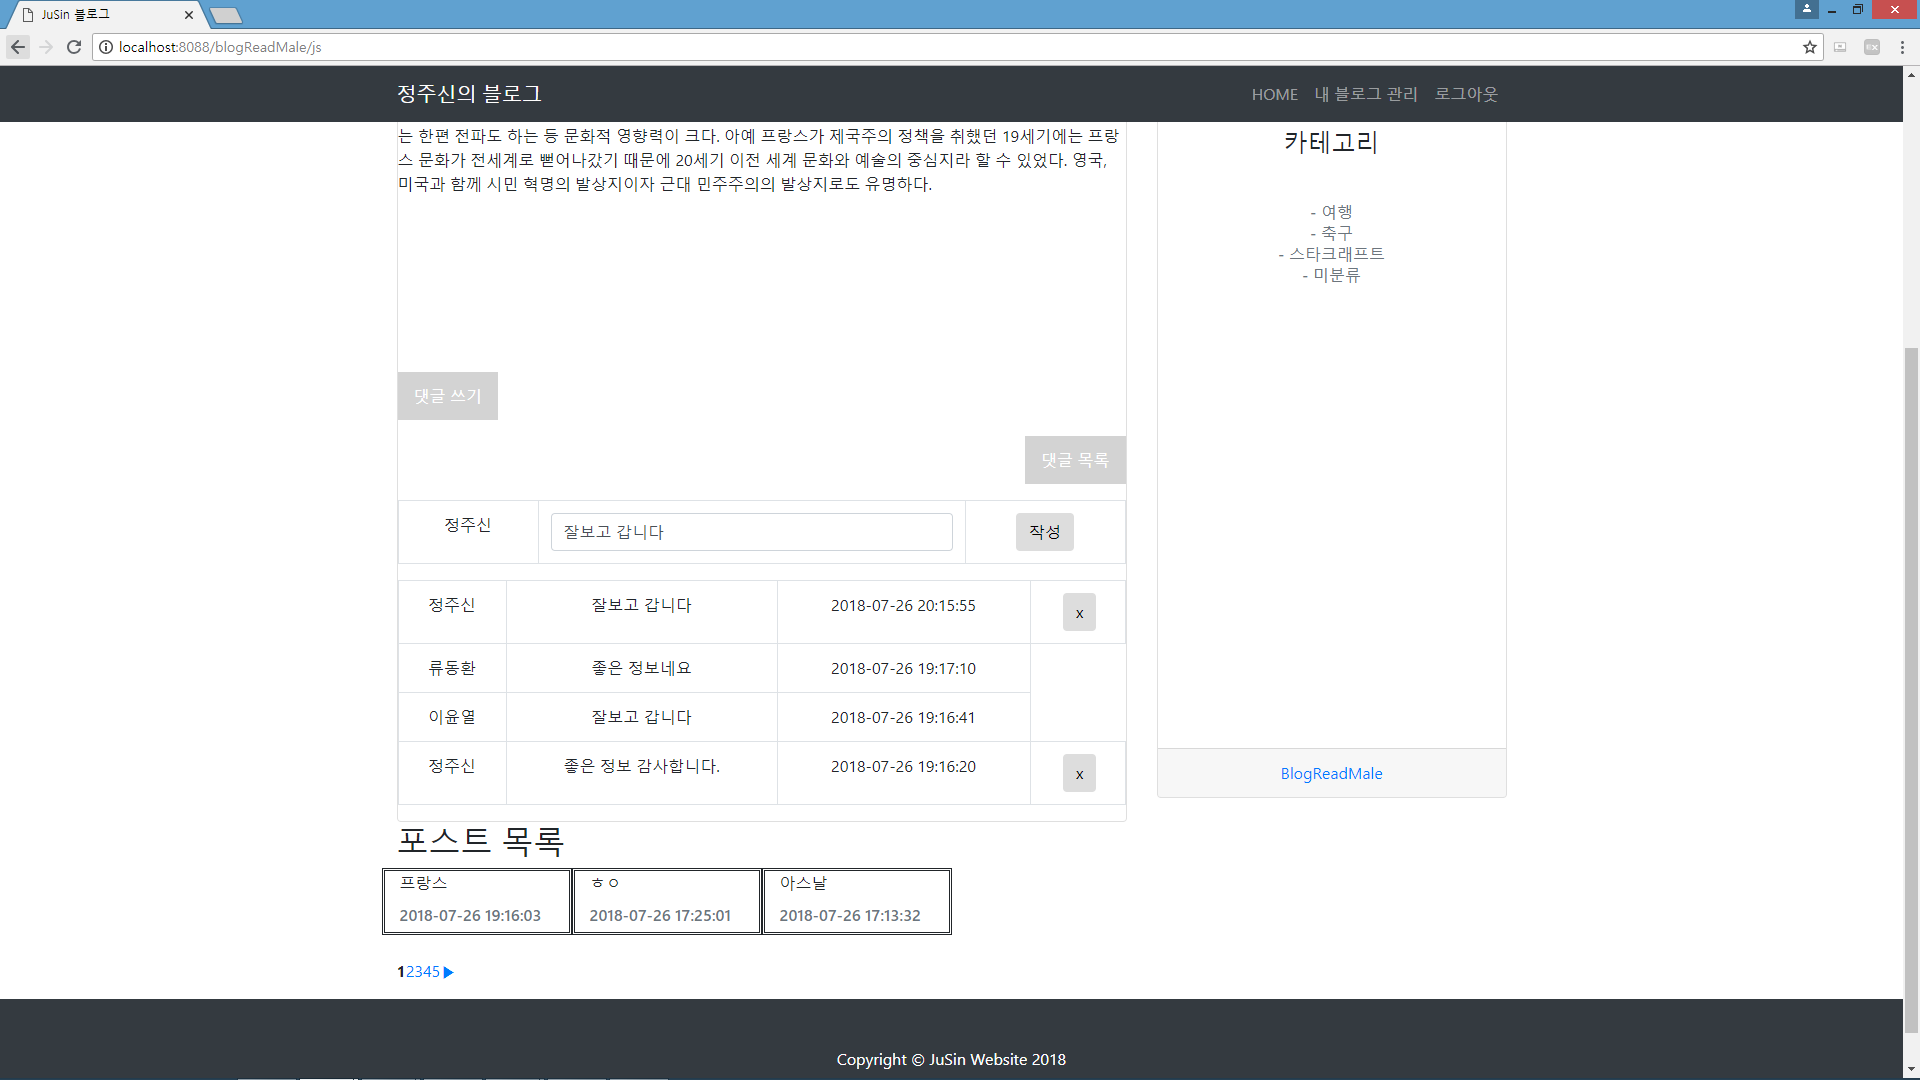 JuSin 블로그
localhost:8088/blogReadMale/js
정주신의 블로그
HOME 내 블로그 관리 로그아웃
는 한편 전파도 하는 등 문화적 영향력이 크다. 아예 프랑스가 제국주의 정책을 취했던 19세기에는 프랑
스 문화가 전세계로 뻗어나갔기 때문에 20세기 이전 세계 문화와 예술의 중심지라 할 수 있었다. 영국,
미국과 함께 시민 혁명의 발상지이자 근대 민주주의의 발상지로도 유명하다.
댓글 쓰기
댓글 목록
정주신 잘보고 갑니다 작성
정주신 잘보고 갑니다 2018-07-26 20:15:55 x
류동환 좋은 정보네요 2018-07-26 19:17:10
이윤열 잘보고 갑니다 2018-07-26 19:16:41
정주신 좋은 정보 감사합니다. 2018-07-26 19:16:20 x
카테고리
- 여행
- 축구
- 스타크래프트
- 미분류
BlogReadMale
포스트 목록
프랑스 ㅎㅇ 아스날
2018-07-26 19:16:03 2018-07-26 17:25:01 2018-07-26 17:13:32
12345▶
Copyright © JuSin Website 2018